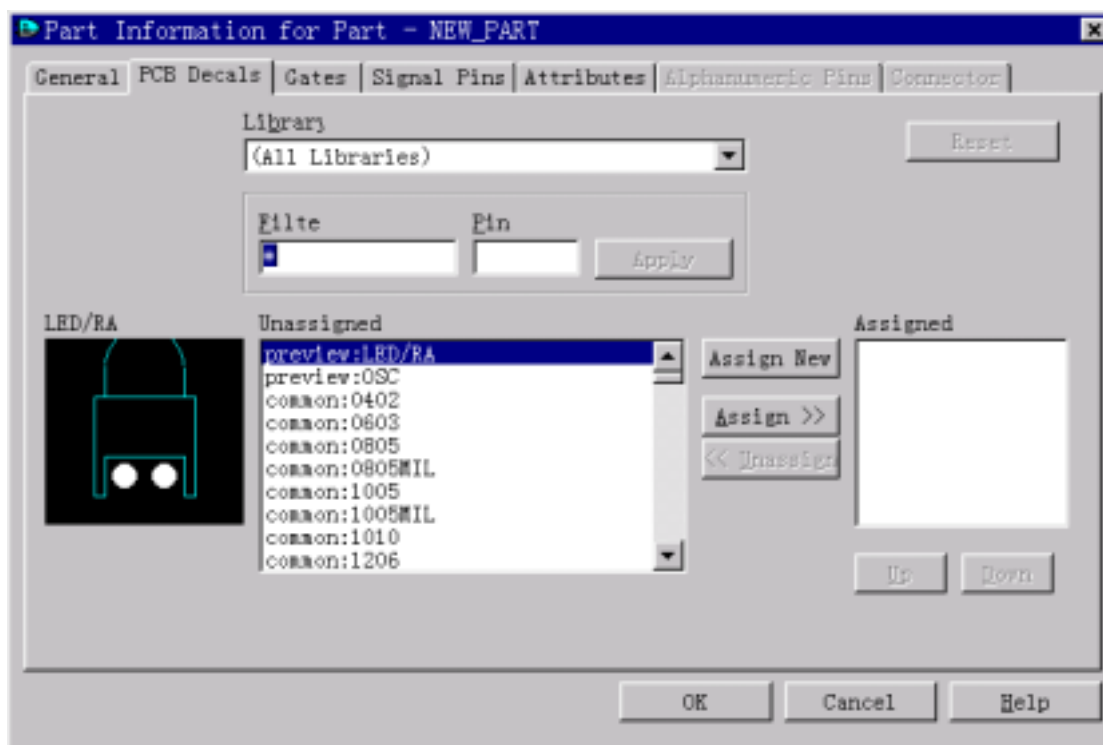 Part Information for Part - NEW_PART
General PCB Decals Gates Signal Pins Attributes Alphanumeric Pins Connector
Library
(All Libraries)
Reset
Filte Pin
*
Apply
LED/RA Unassigned Assigned
preview:LED/RA
preview:OSC
common:0402
common:0603
common:0805
common:0805MIL
common:1005
common:1005MIL
common:1010
common:1206
Assign New
Assign >>
<< Unassign
Up Down
OK Cancel Help